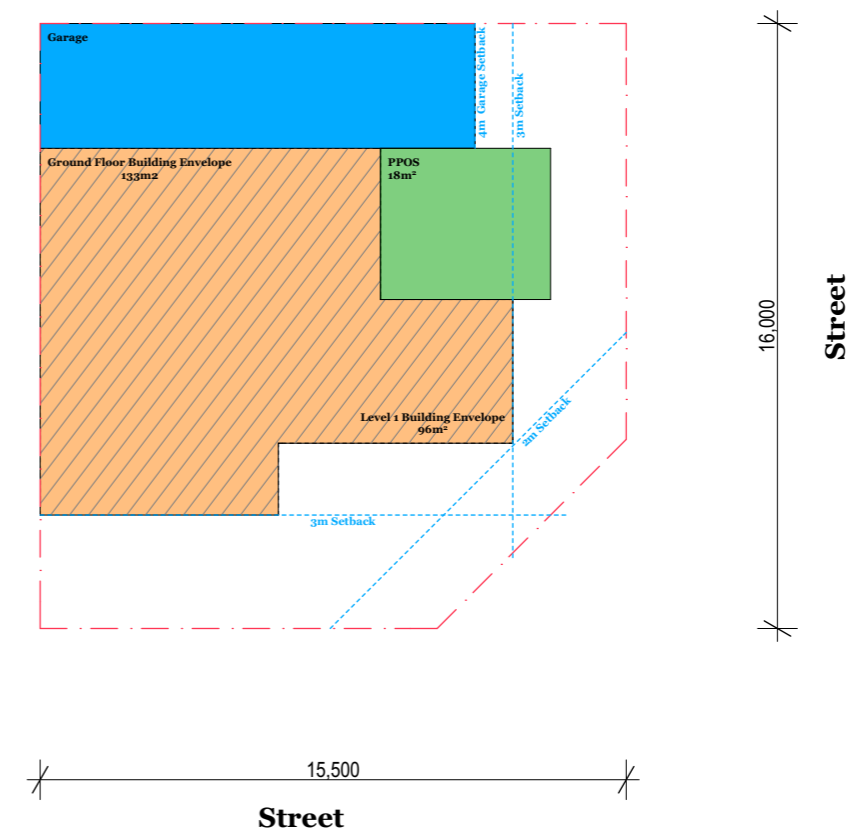 Garage
4m Garage Setback
3m Setback
Ground Floor Building Envelope
133m2
PPOS
18m²
16,000
Street
Level 1 Building Envelope
96m²
2m Setback
3m Setback
15,500
Street